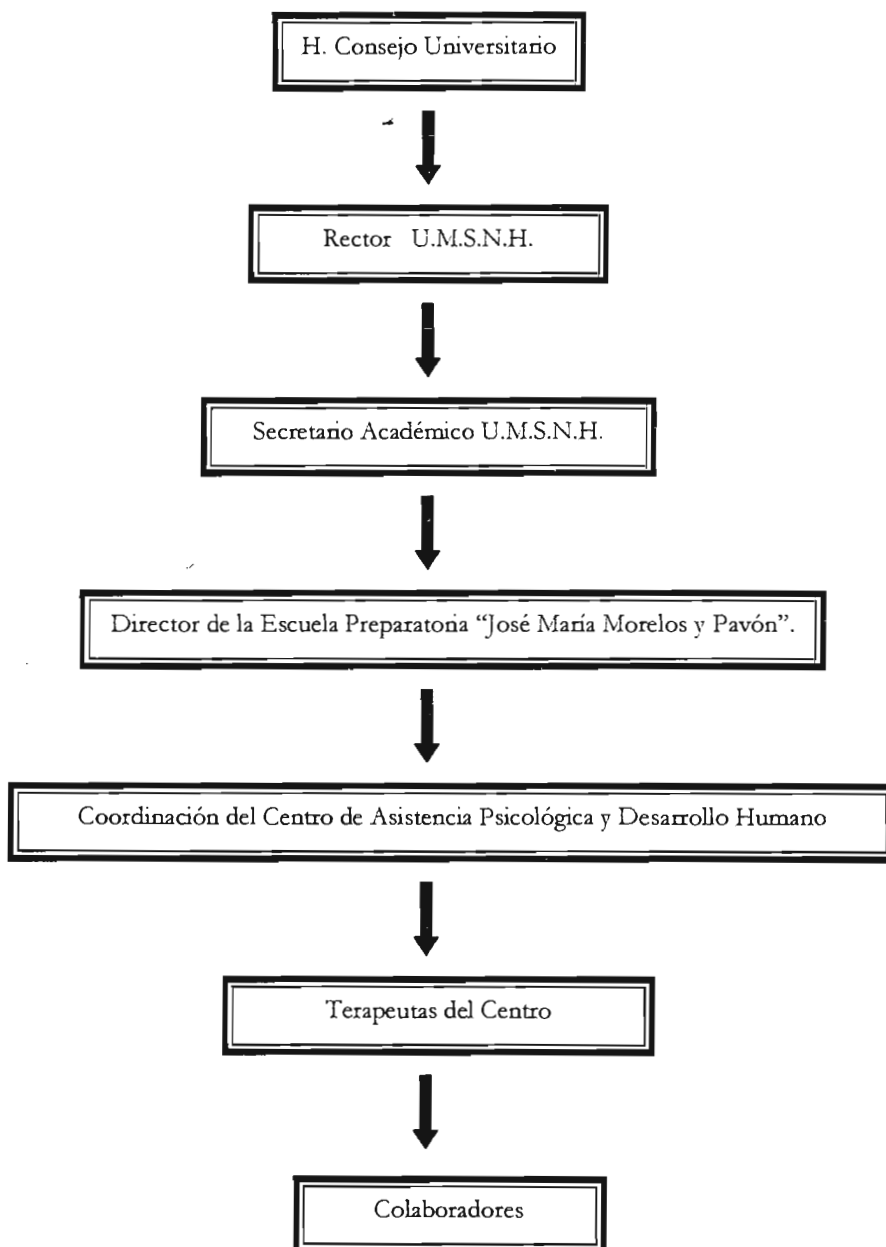 H. Consejo Universitario
Rector U.M.S.N.H.
Secretario Académico U.M.S.N.H.
Director de la Escuela Preparatoria “José María Morelos y Pavón”.
Coordinación del Centro de Asistencia Psicológica y Desarrollo Humano
Terapeutas del Centro
Colaboradores